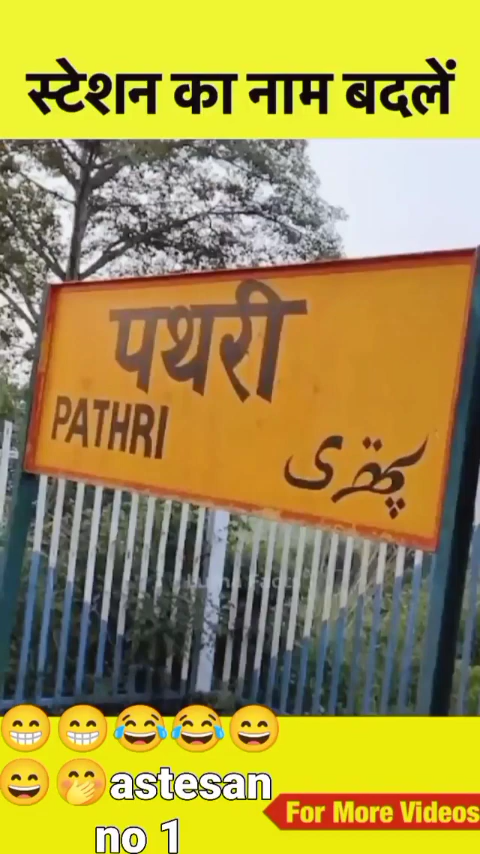 स्टेशन का नाम बदलें
पथरी
PATHRI
پتھری
😁😁😂😂😄
😄🤭astesan
no 1
For More Videos